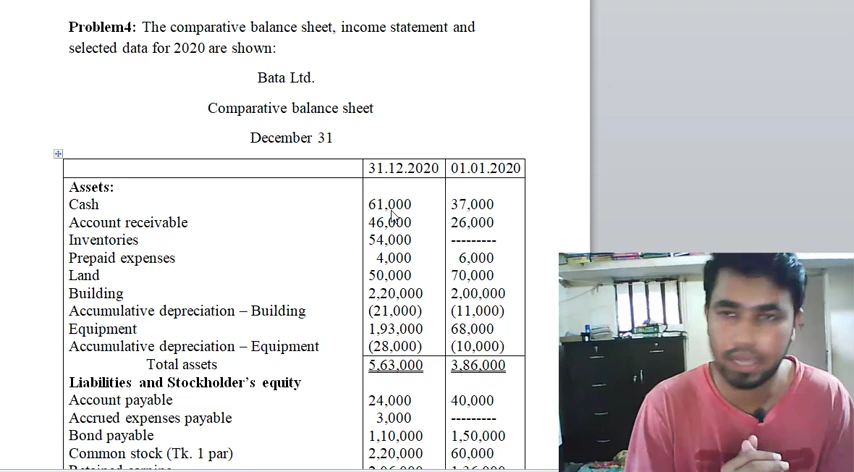 Problem4: The comparative balance sheet, income statement and
selected data for 2020 are shown:
Bata Ltd.
Comparative balance sheet
December 31
31.12.2020 01.01.2020
Assets:
Cash 61,000 37,000
Account receivable 46,000 26,000
Inventories 54,000 ---------
Prepaid expenses 4,000 6,000
Land 50,000 70,000
Building 2,20,000 2,00,000
Accumulative depreciation – Building (21,000) (11,000)
Equipment 1,93,000 68,000
Accumulative depreciation – Equipment (28,000) (10,000)
Total assets 5,63,000 3,86,000
Liabilities and Stockholder’s equity
Account payable 24,000 40,000
Accrued expenses payable 3,000 ---------
Bond payable 1,10,000 1,50,000
Common stock (Tk. 1 par) 2,20,000 60,000